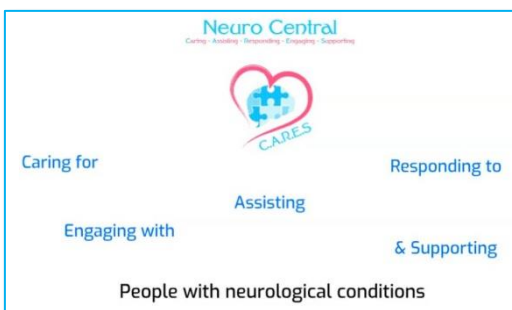 Neuro Central
Caring - Assisting - Responding - Engaging - Supporting
C.A.R.E.S
Caring for
Responding to
Assisting
Engaging with
& Supporting
People with neurological conditions